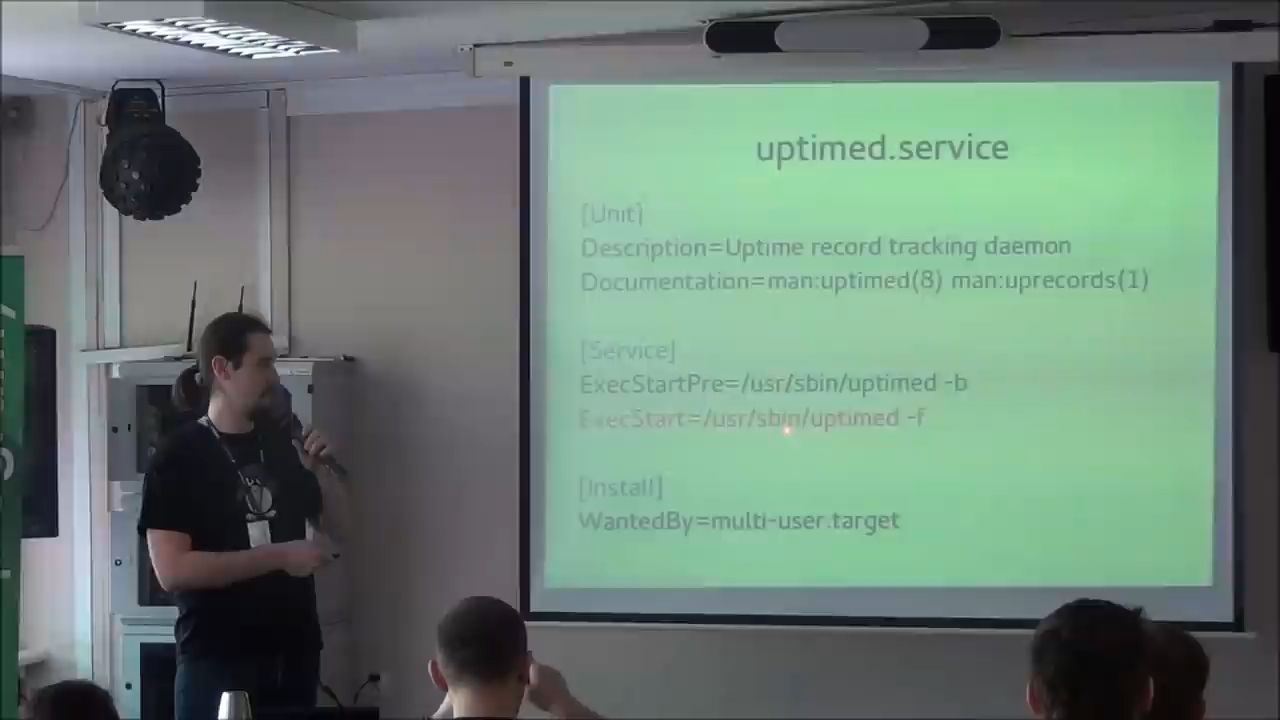 uptimed.service
[Unit]
Description=Uptime record tracking daemon
Documentation=man:uptimed(8) man:uprecords(1)
[Service]
ExecStartPre=/usr/sbin/uptimed -b
ExecStart=/usr/sbin/uptimed -f
[Install]
WantedBy=multi-user.target